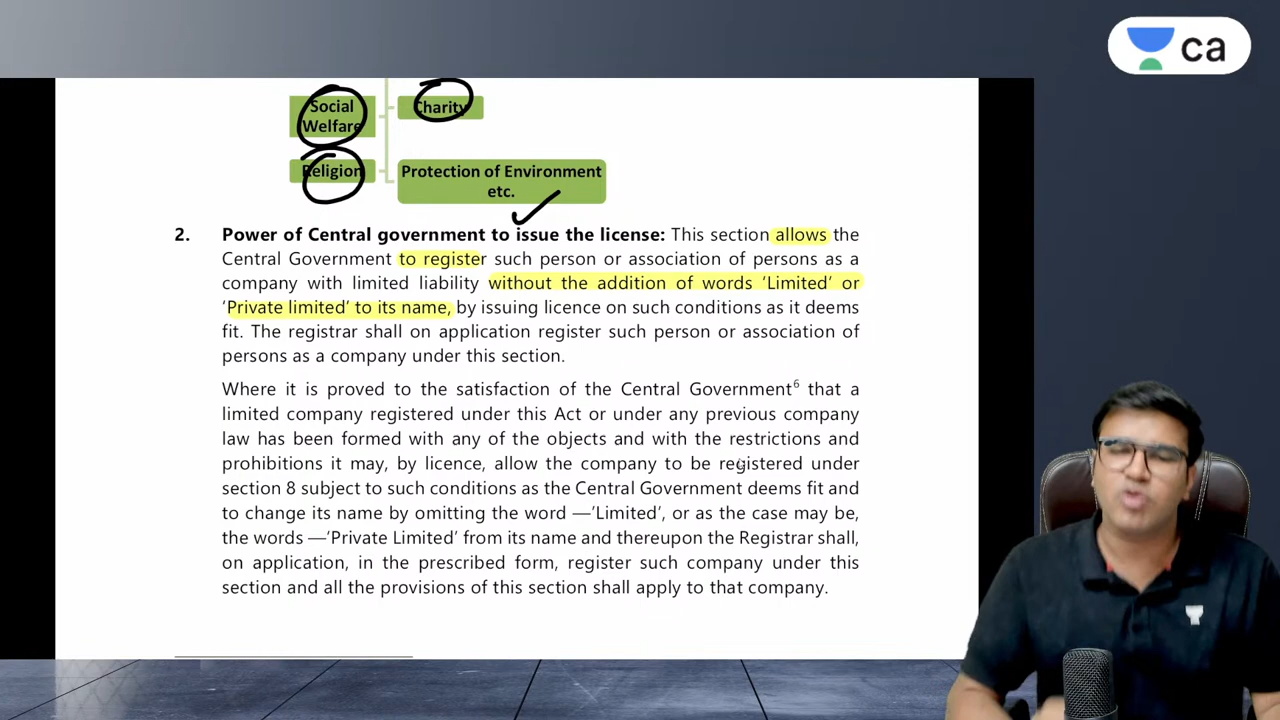 ca
Social
Welfare
Charity
Religion
Protection of Environment
etc.
2. Power of Central government to issue the license: This section allows the
Central Government to register such person or association of persons as a
company with limited liability without the addition of words ‘Limited’ or
‘Private limited’ to its name, by issuing licence on such conditions as it deems
fit. The registrar shall on application register such person or association of
persons as a company under this section.
Where it is proved to the satisfaction of the Central Government6 that a
limited company registered under this Act or under any previous company
law has been formed with any of the objects and with the restrictions and
prohibitions it may, by licence, allow the company to be registered under
section 8 subject to such conditions as the Central Government deems fit and
to change its name by omitting the word —‘Limited’, or as the case may be,
the words —‘Private Limited’ from its name and thereupon the Registrar shall,
on application, in the prescribed form, register such company under this
section and all the provisions of this section shall apply to that company.